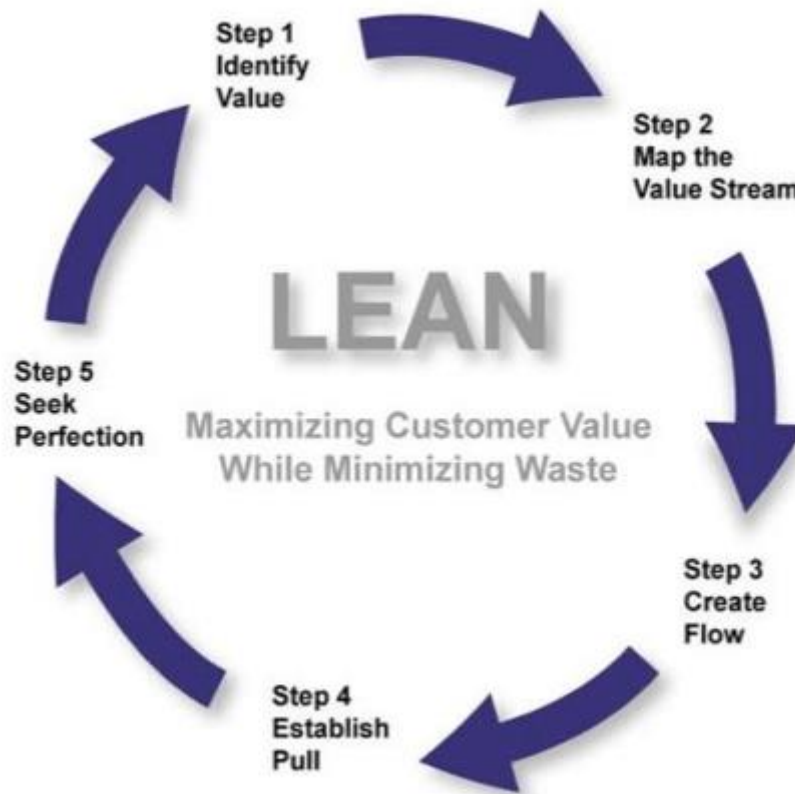 Step 1
Identify
Value
Step 2
Map the
Value Stream
LEAN
Maximizing Customer Value
While Minimizing Waste
Step 3
Create
Flow
Step 4
Establish
Pull
Step 5
Seek
Perfection